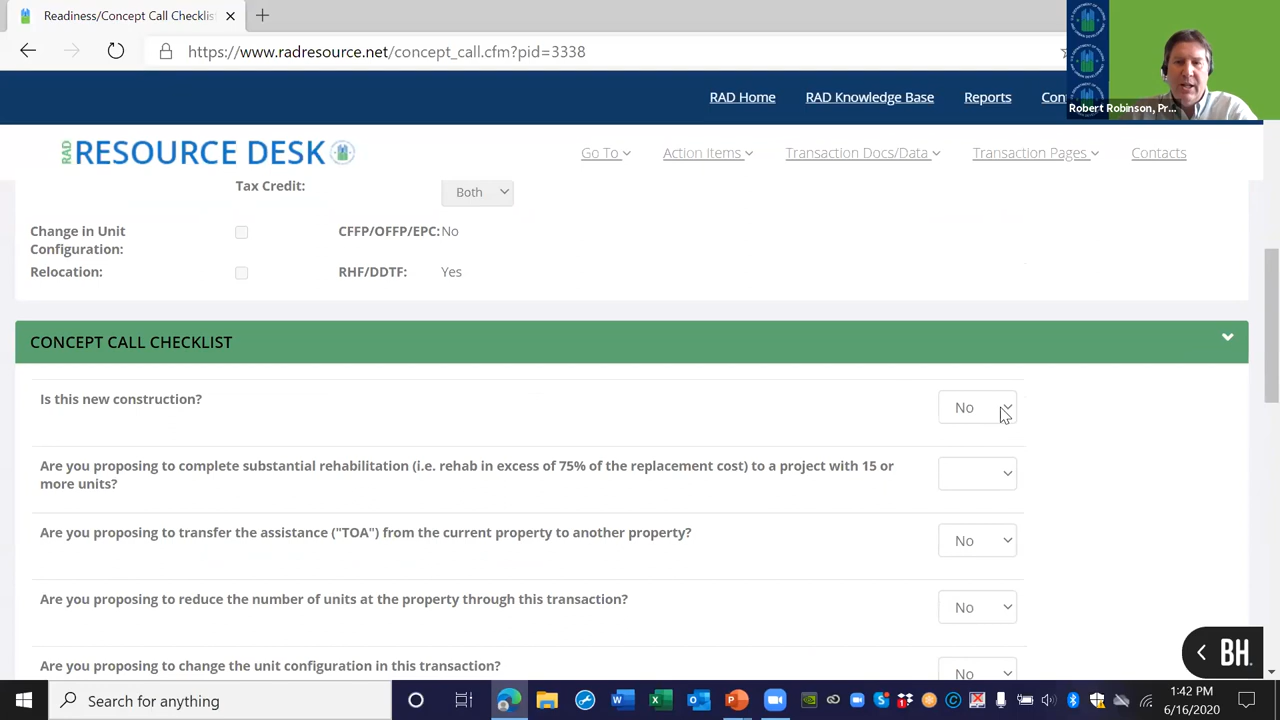 Readiness/Concept Call Checklis
https://www.radresource.net/concept_call.cfm?pid=3338
Robert Robinson, Pr...
RAD Home RAD Knowledge Base Reports Con
RAD RESOURCE DESK
Go To Action Items Transaction Docs/Data Transaction Pages Contacts
Tax Credit: Both
Change in Unit Configuration: CFFP/OFFP/EPC: No
Relocation: RHF/DDTF: Yes
CONCEPT CALL CHECKLIST
Is this new construction? No
Are you proposing to complete substantial rehabilitation (i.e. rehab in excess of 75% of the replacement cost) to a project with 15 or
more units?
Are you proposing to transfer the assistance ("TOA") from the current property to another property? No
Are you proposing to reduce the number of units at the property through this transaction? No
Are you proposing to change the unit configuration in this transaction? No
BH.
Search for anything
1:42 PM
6/16/2020